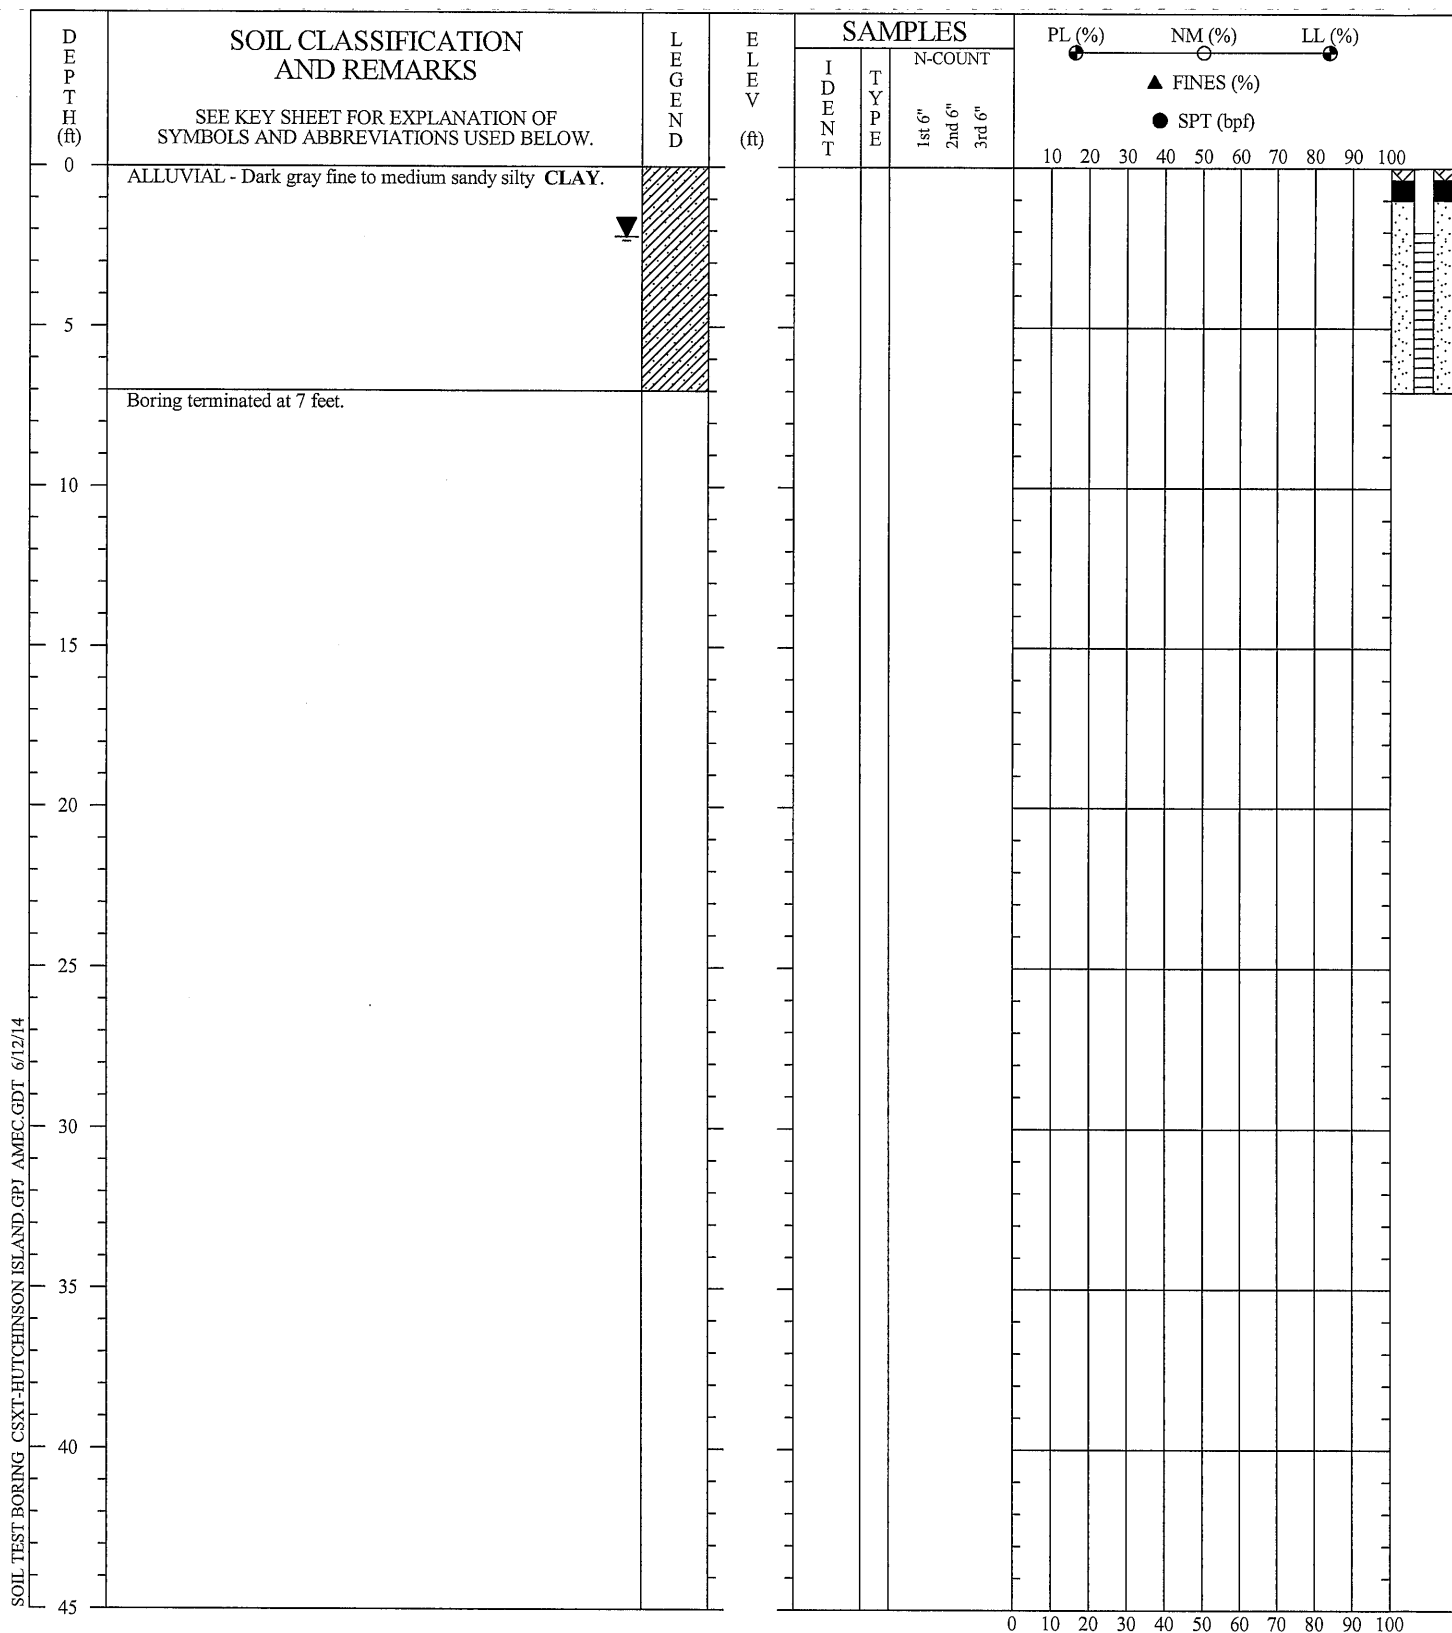 DEPTH (ft)
SOIL CLASSIFICATION
AND REMARKS
SEE KEY SHEET FOR EXPLANATION OF
SYMBOLS AND ABBREVIATIONS USED BELOW.
LEGEND
ELEV (ft)
SAMPLES
IDENT
TYPE
N-COUNT
1st 6"
2nd 6"
3rd 6"
PL (%) NM (%) LL (%)
▲ FINES (%)
● SPT (bpf)
10 20 30 40 50 60 70 80 90 100
0
ALLUVIAL - Dark gray fine to medium sandy silty CLAY.
5
Boring terminated at 7 feet.
10
15
20
25
30
35
40
45
0 10 20 30 40 50 60 70 80 90 100
SOIL TEST BORING CSXT-HUTCHINSON ISLAND.GPJ AMEC.GDT 6/12/14